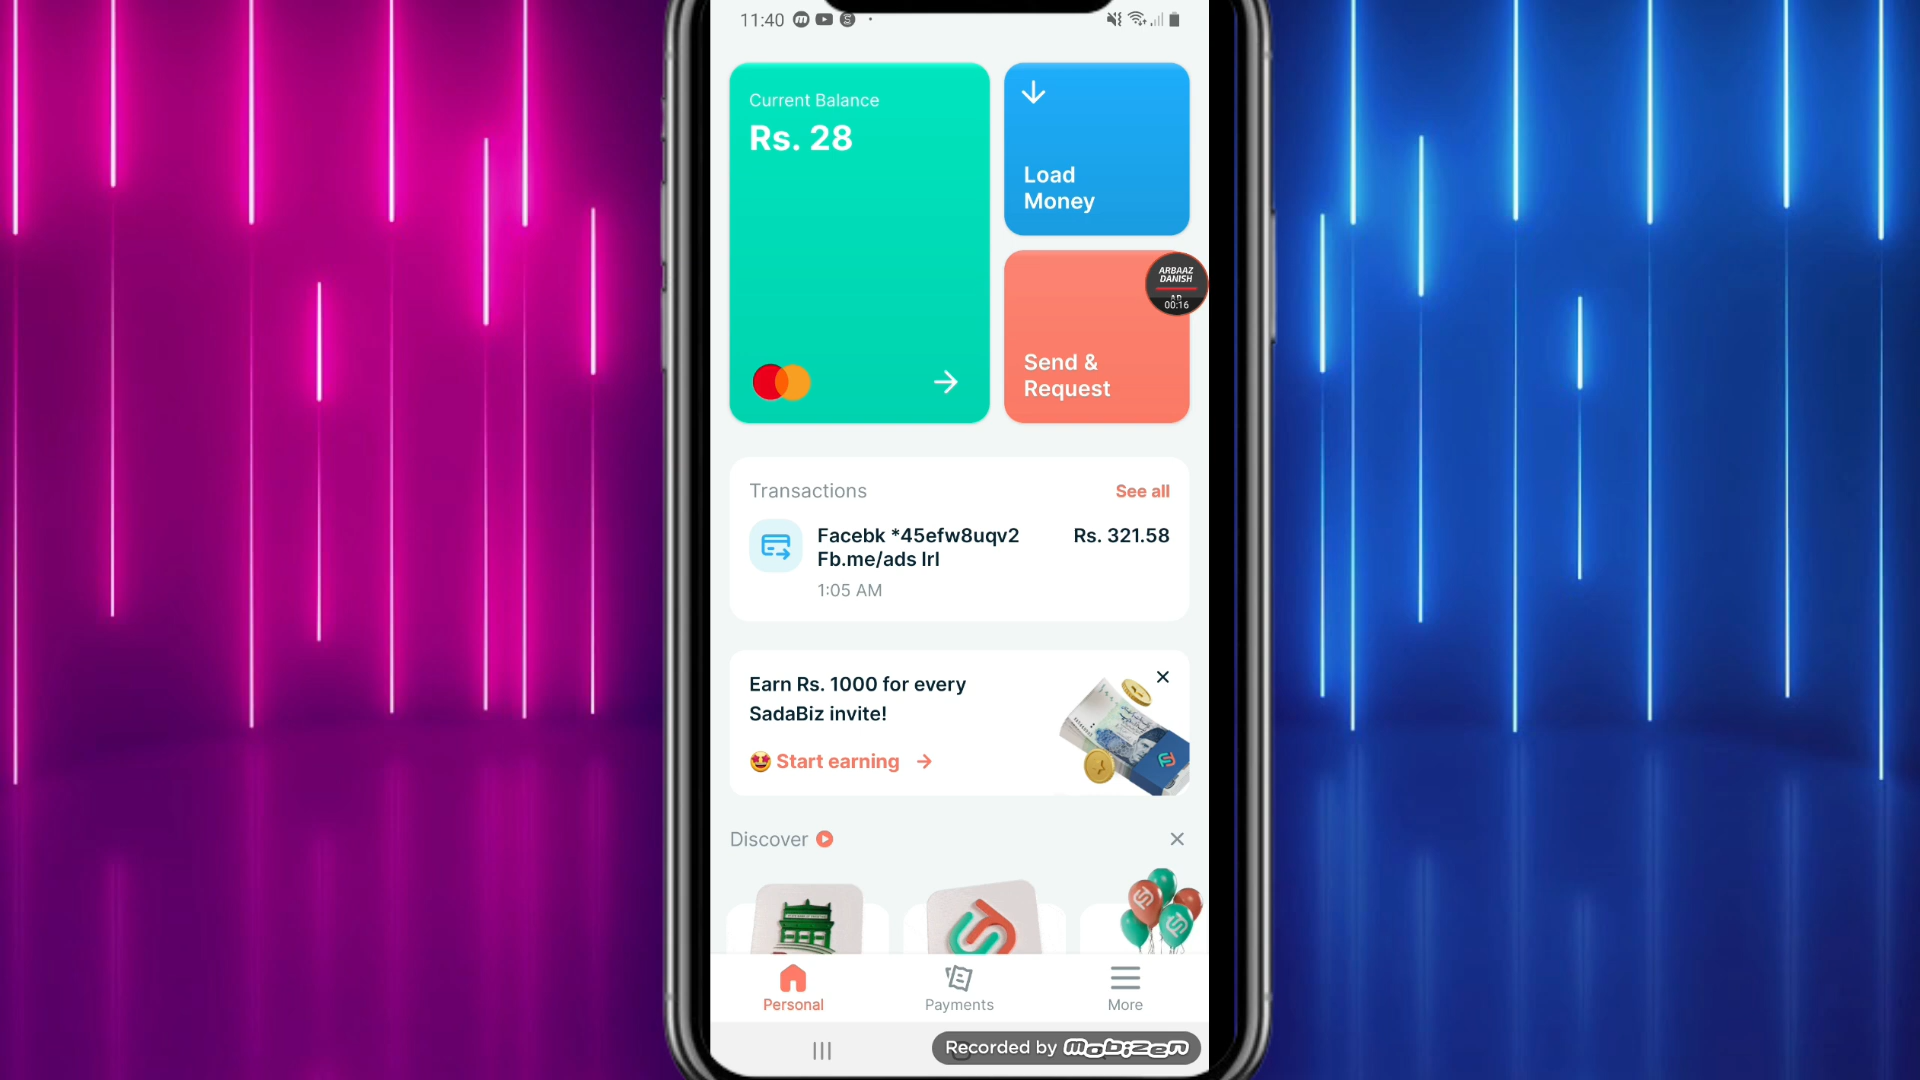 11:40
Current Balance
Rs. 28
Load
Money
ARBAAZ
DANISH
00:16
Send &
Request
Transactions
See all
Facebk *45efw8uqv2
Rs. 321.58
Fb.me/ads Irl
1:05 AM
Earn Rs. 1000 for every
SadaBiz invite!
Start earning
Discover
Personal
Payments
More
Recorded by mobizen